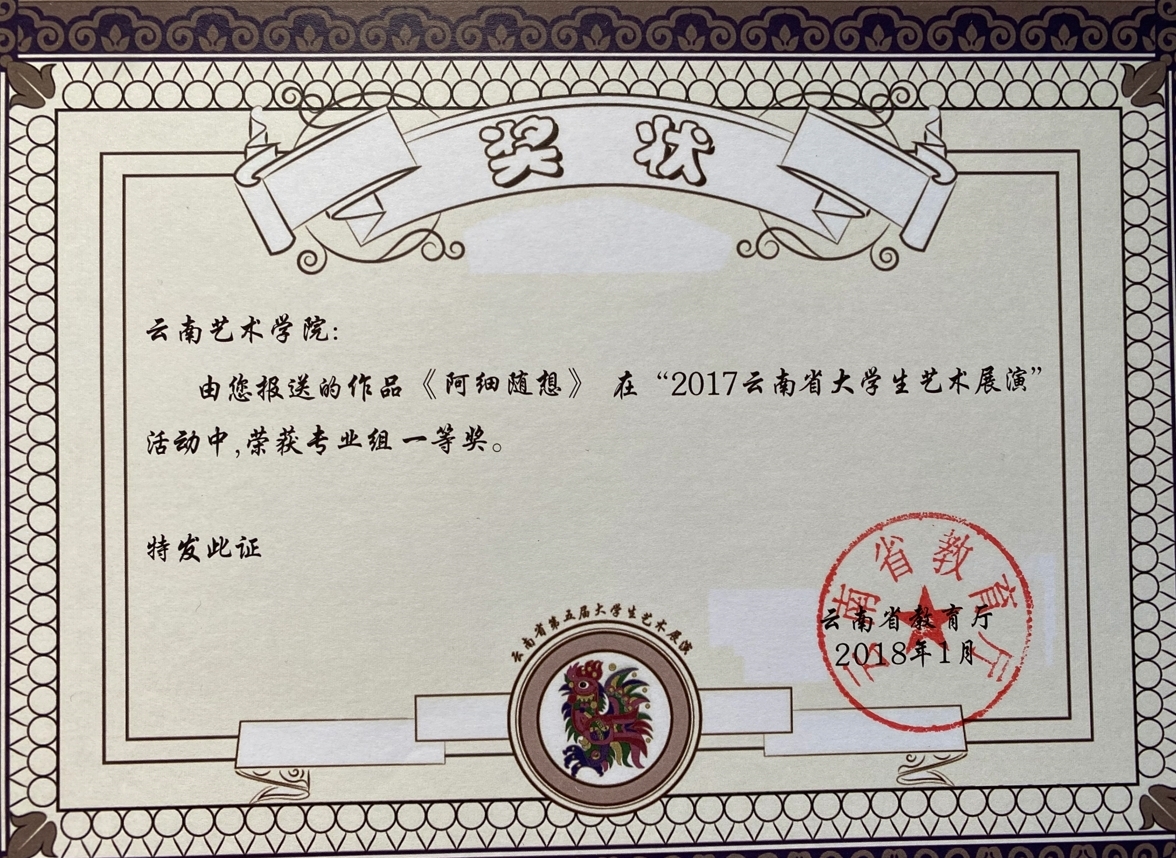 奖状
云南艺术学院:
由您报送的作品《阿细随想》 在“2017云南省大学生艺术展演”
活动中,荣获专业组一等奖。
特发此证
云南省第五届大学生艺术展演
云南省教育厅
云南省教育厅
2018年1月